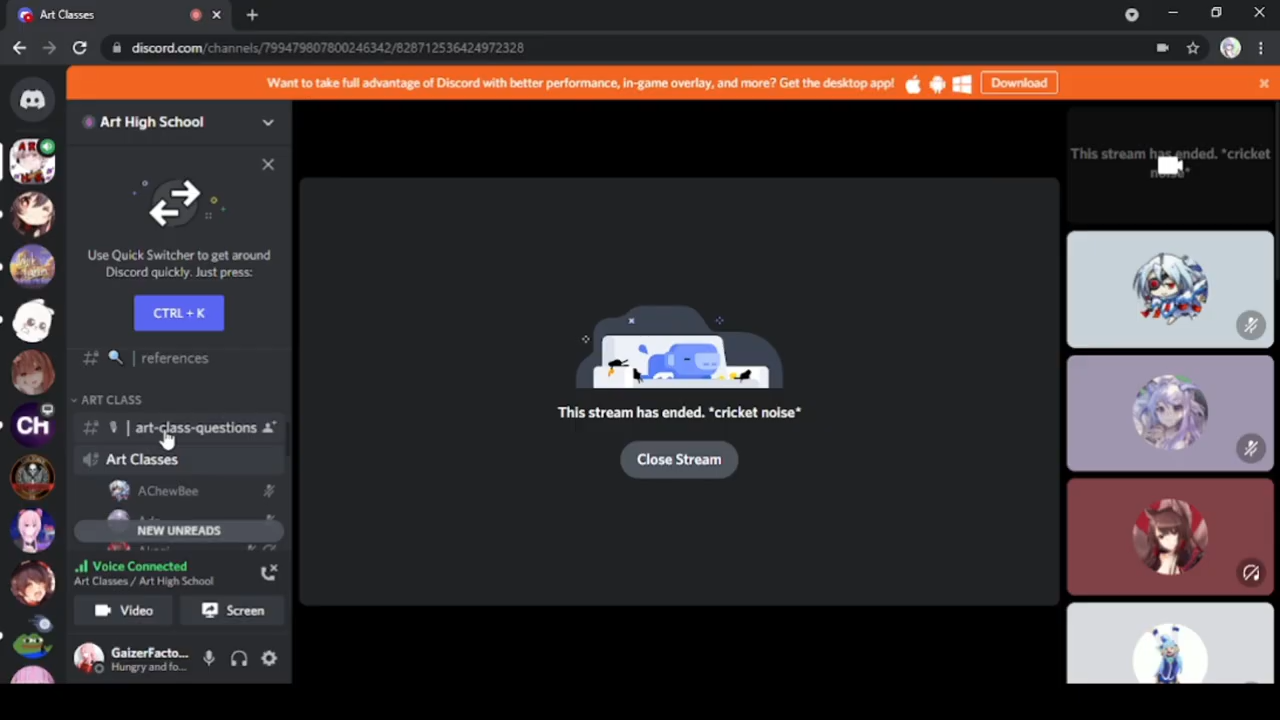 Art Classes
discord.com/channels/799479807800246342/828712536424972328
Want to take full advantage of Discord with better performance, in-game overlay, and more? Get the desktop app!
Download
Art High School
Use Quick Switcher to get around
Discord quickly. Just press:
CTRL + K
| references
ART CLASS
| art-class-questions
Art Classes
AChewBee
NEW UNREADS
Voice Connected
Art Classes / Art High School
Video
Screen
GaizerFacto...
Hungry and fo...
Ch
This stream has ended. *cricket noise*
Close Stream
This stream has ended. *cricket
noise*